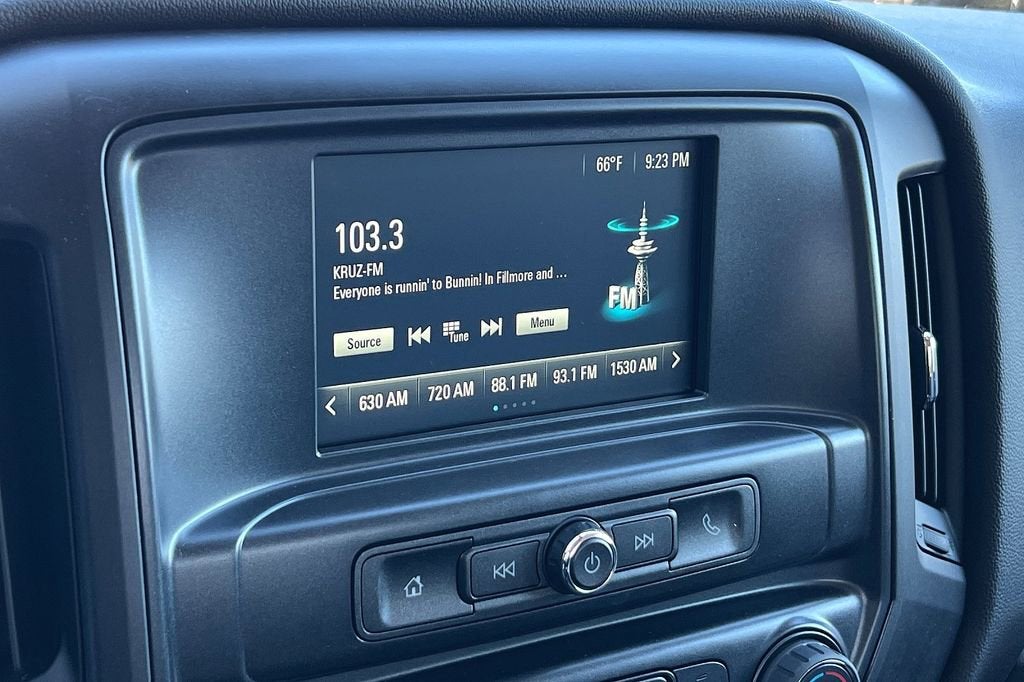 66°F 9:23 PM
103.3
KRUZ-FM
Everyone is runnin' to Bunnin! In Fillmore and ...
FM
Source Tune Menu
630 AM 720 AM 88.1 FM 93.1 FM 1530 AM